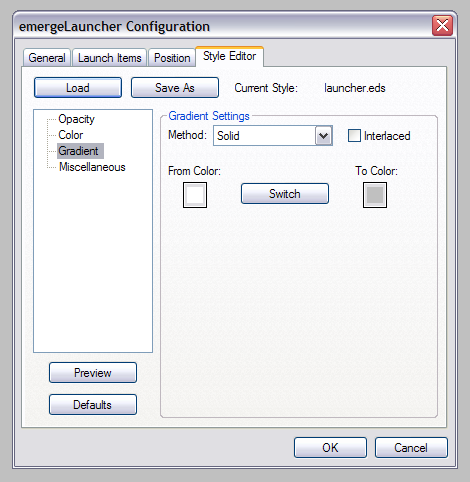 emergeLauncher Configuration
General Launch Items Position Style Editor
Load Save As Current Style: launcher.eds
Opacity
Color
Gradient
Miscellaneous
Gradient Settings
Method: Solid Interlaced
From Color: To Color:
Switch
Preview
Defaults
OK Cancel